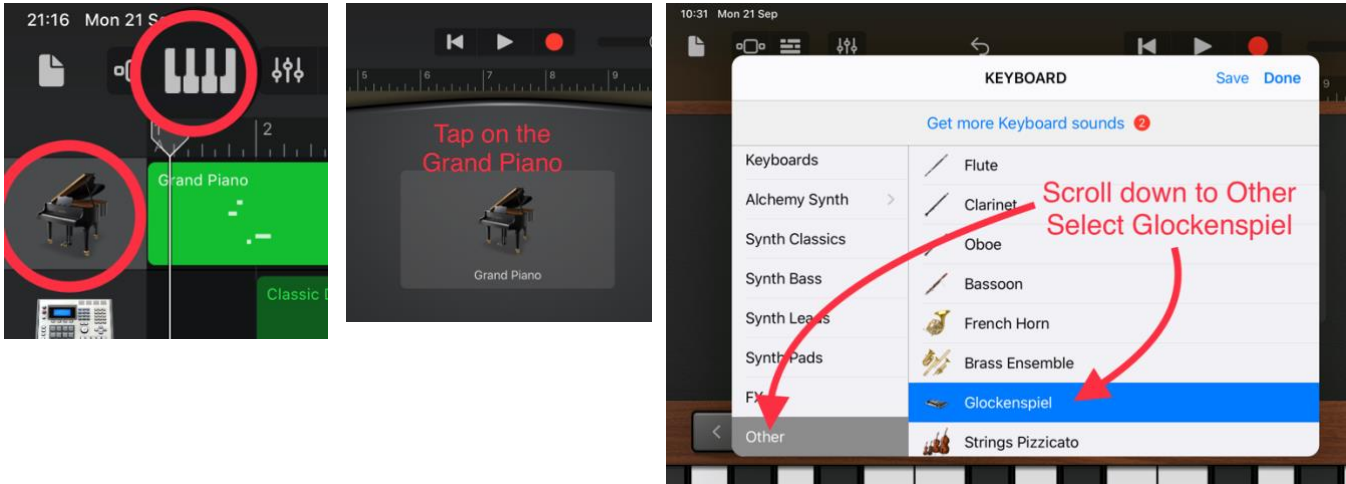 21:16 Mon 21 S
1
2
Grand Piano
Classic
5 6 7 8 9
Tap on the
Grand Piano
Grand Piano
10:31 Mon 21 Sep
KEYBOARD
Save Done
9
Get more Keyboard sounds 2
Keyboards
Alchemy Synth
Synth Classics
Synth Bass
Synth Leads
Synth Pads
FX
Other
Flute
Clarinet
Oboe
Bassoon
French Horn
Brass Ensemble
Glockenspiel
Strings Pizzicato
Scroll down to Other
Select Glockenspiel